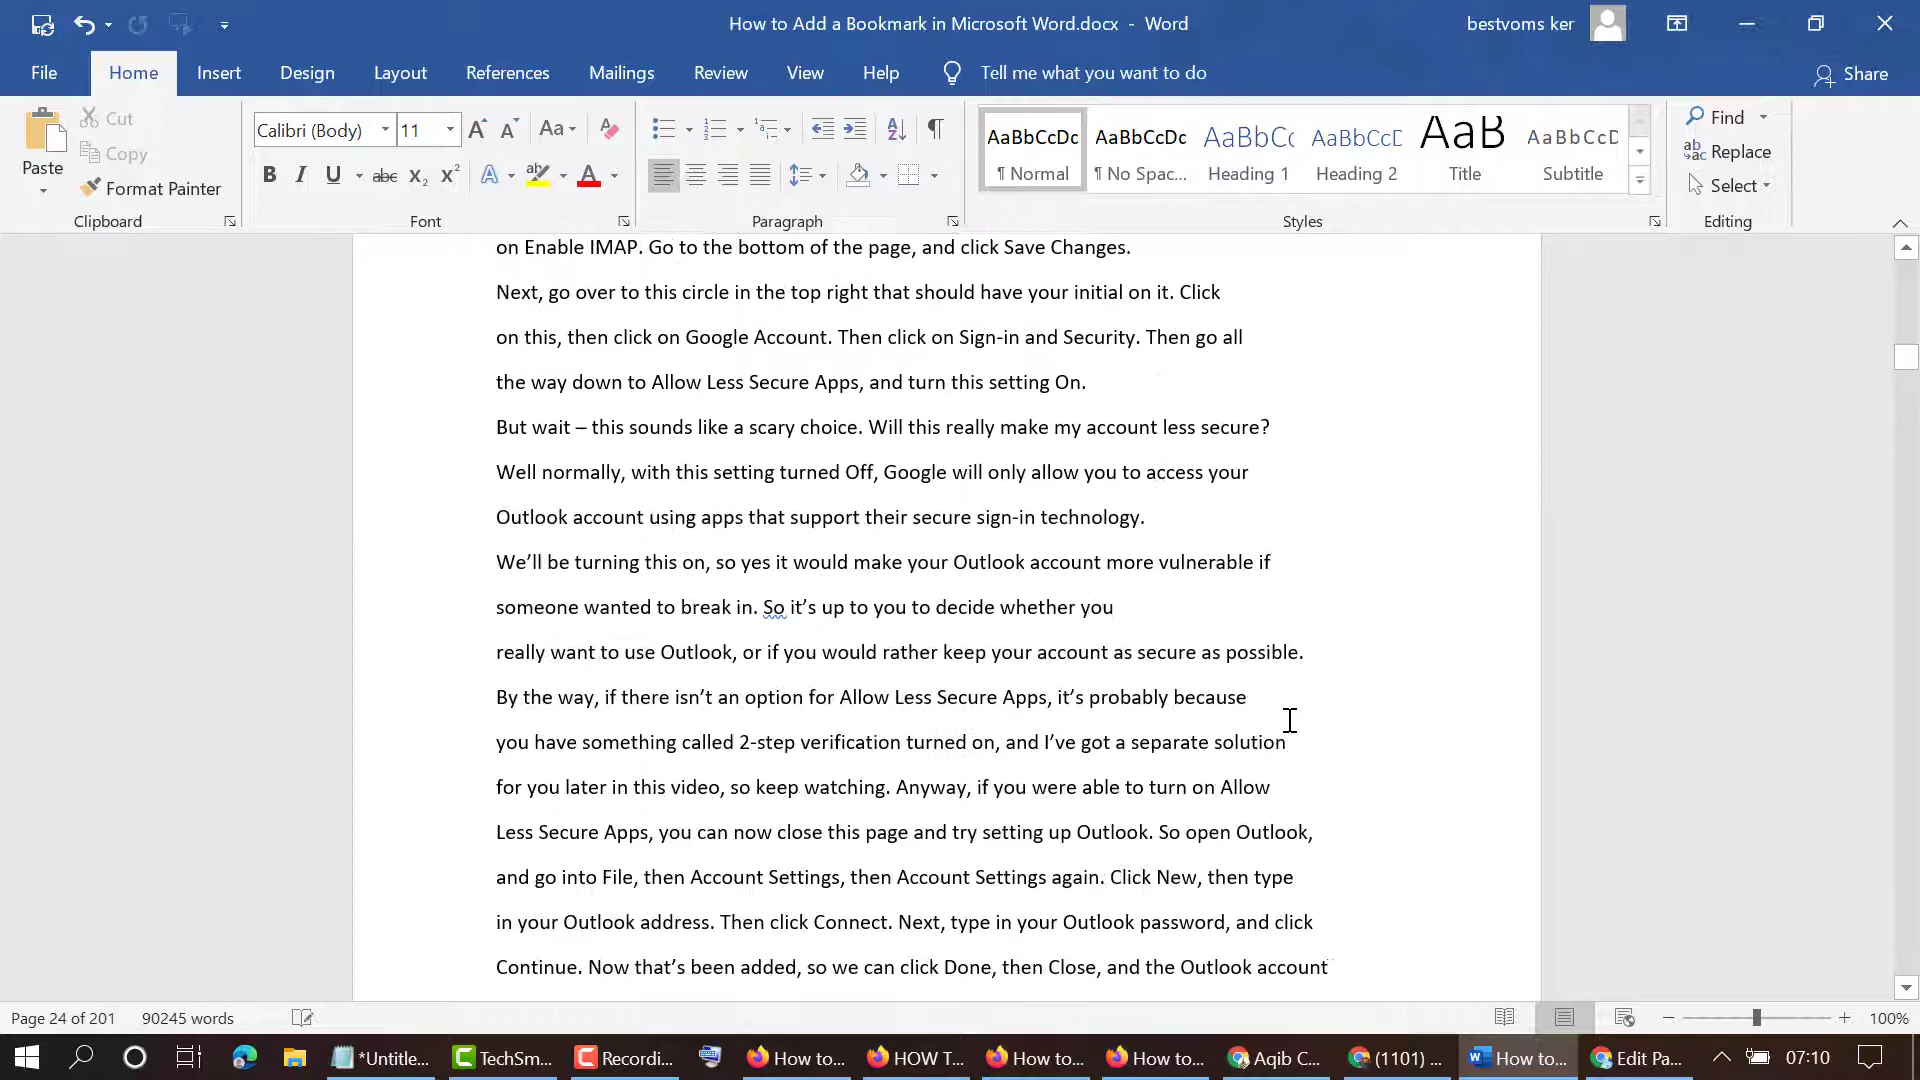 How to Add a Bookmark in Microsoft Word.docx - Word
bestvoms ker
File Home Insert Design Layout References Mailings Review View Help Tell me what you want to do Share
Paste
Cut
Copy
Format Painter
Clipboard
Calibri (Body) 11
Font
Paragraph
AaBbCcDc AaBbCcDc AaBbCc AaBbCcD AaB AaBbCcD
¶ Normal ¶ No Spac... Heading 1 Heading 2 Title Subtitle
Styles
Find
Replace
Select
Editing
on Enable IMAP. Go to the bottom of the page, and click Save Changes.
Next, go over to this circle in the top right that should have your initial on it. Click
on this, then click on Google Account. Then click on Sign-in and Security. Then go all
the way down to Allow Less Secure Apps, and turn this setting On.
But wait – this sounds like a scary choice. Will this really make my account less secure?
Well normally, with this setting turned Off, Google will only allow you to access your
Outlook account using apps that support their secure sign-in technology.
We’ll be turning this on, so yes it would make your Outlook account more vulnerable if
someone wanted to break in. So it’s up to you to decide whether you
really want to use Outlook, or if you would rather keep your account as secure as possible.
By the way, if there isn’t an option for Allow Less Secure Apps, it’s probably because
you have something called 2-step verification turned on, and I’ve got a separate solution
for you later in this video, so keep watching. Anyway, if you were able to turn on Allow
Less Secure Apps, you can now close this page and try setting up Outlook. So open Outlook,
and go into File, then Account Settings, then Account Settings again. Click New, then type
in your Outlook address. Then click Connect. Next, type in your Outlook password, and click
Continue. Now that’s been added, so we can click Done, then Close, and the Outlook account
Page 24 of 201 90245 words 100%
*Untitle... TechSm... Recordi... How to... HOW T... How to... How to... Aqib C... (1101) ... How to... Edit Pa... 07:10